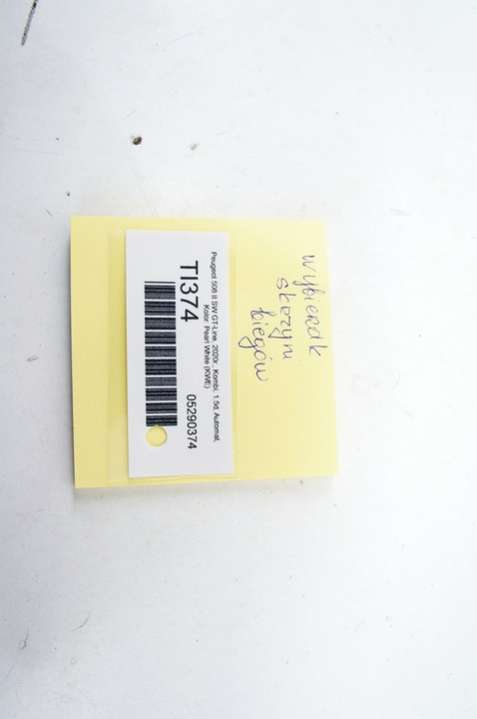 wybierak
skrzyni
biegów
Peugeot 508 II SW GT-Line, 2020r., Kombi, 1.5d, Automat,
Kolor: Pearl White (KWE)
TI374
05290374